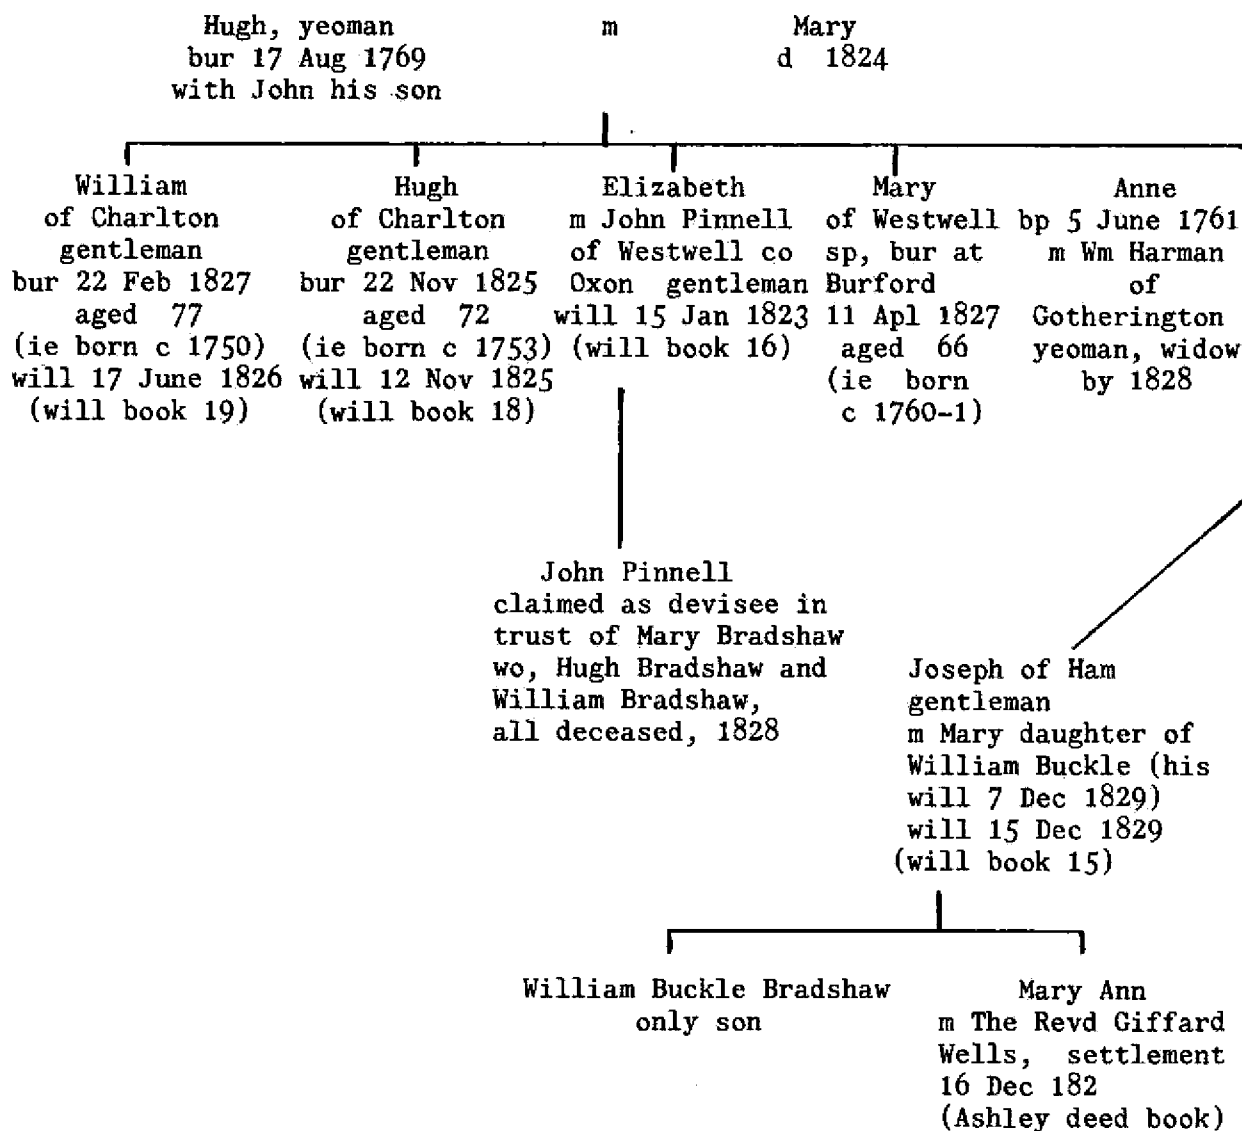 Hugh, yeoman
bur 17 Aug 1769
with John his son
m
Mary
d 1824
William
of Charlton
gentleman
bur 22 Feb 1827
aged 77
(ie born c 1750)
will 17 June 1826
(will book 19)
Hugh
of Charlton
gentleman
bur 22 Nov 1825
aged 72
(ie born c 1753)
will 12 Nov 1825
(will book 18)
Elizabeth
m John Pinnell
of Westwell co
Oxon gentleman
will 15 Jan 1823
(will book 16)
Mary
of Westwell
sp, bur at
Burford
11 Apl 1827
aged 66
(ie born
c 1760-1)
Anne
bp 5 June 1761
m Wm Harman
of
Gotherington
yeoman, widow
by 1828
John Pinnell
claimed as devisee in
trust of Mary Bradshaw
wo, Hugh Bradshaw and
William Bradshaw,
all deceased, 1828
Joseph of Ham
gentleman
m Mary daughter of
William Buckle (his
will 7 Dec 1829)
will 15 Dec 1829
(will book 15)
William Buckle Bradshaw
only son
Mary Ann
m The Revd Giffard
Wells, settlement
16 Dec 182
(Ashley deed book)